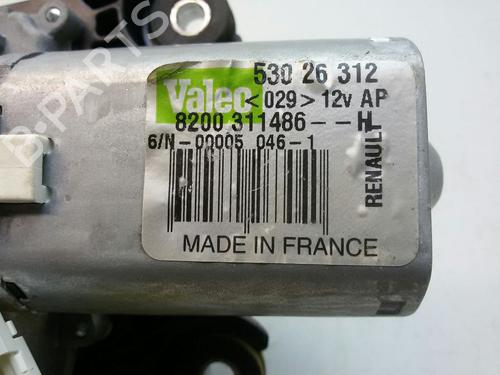 Valeo
530 26 312
<029> 12v AP
8200 311486--H
6/N-00005 046-1
RENAULT
MADE IN FRANCE
B-PARTS